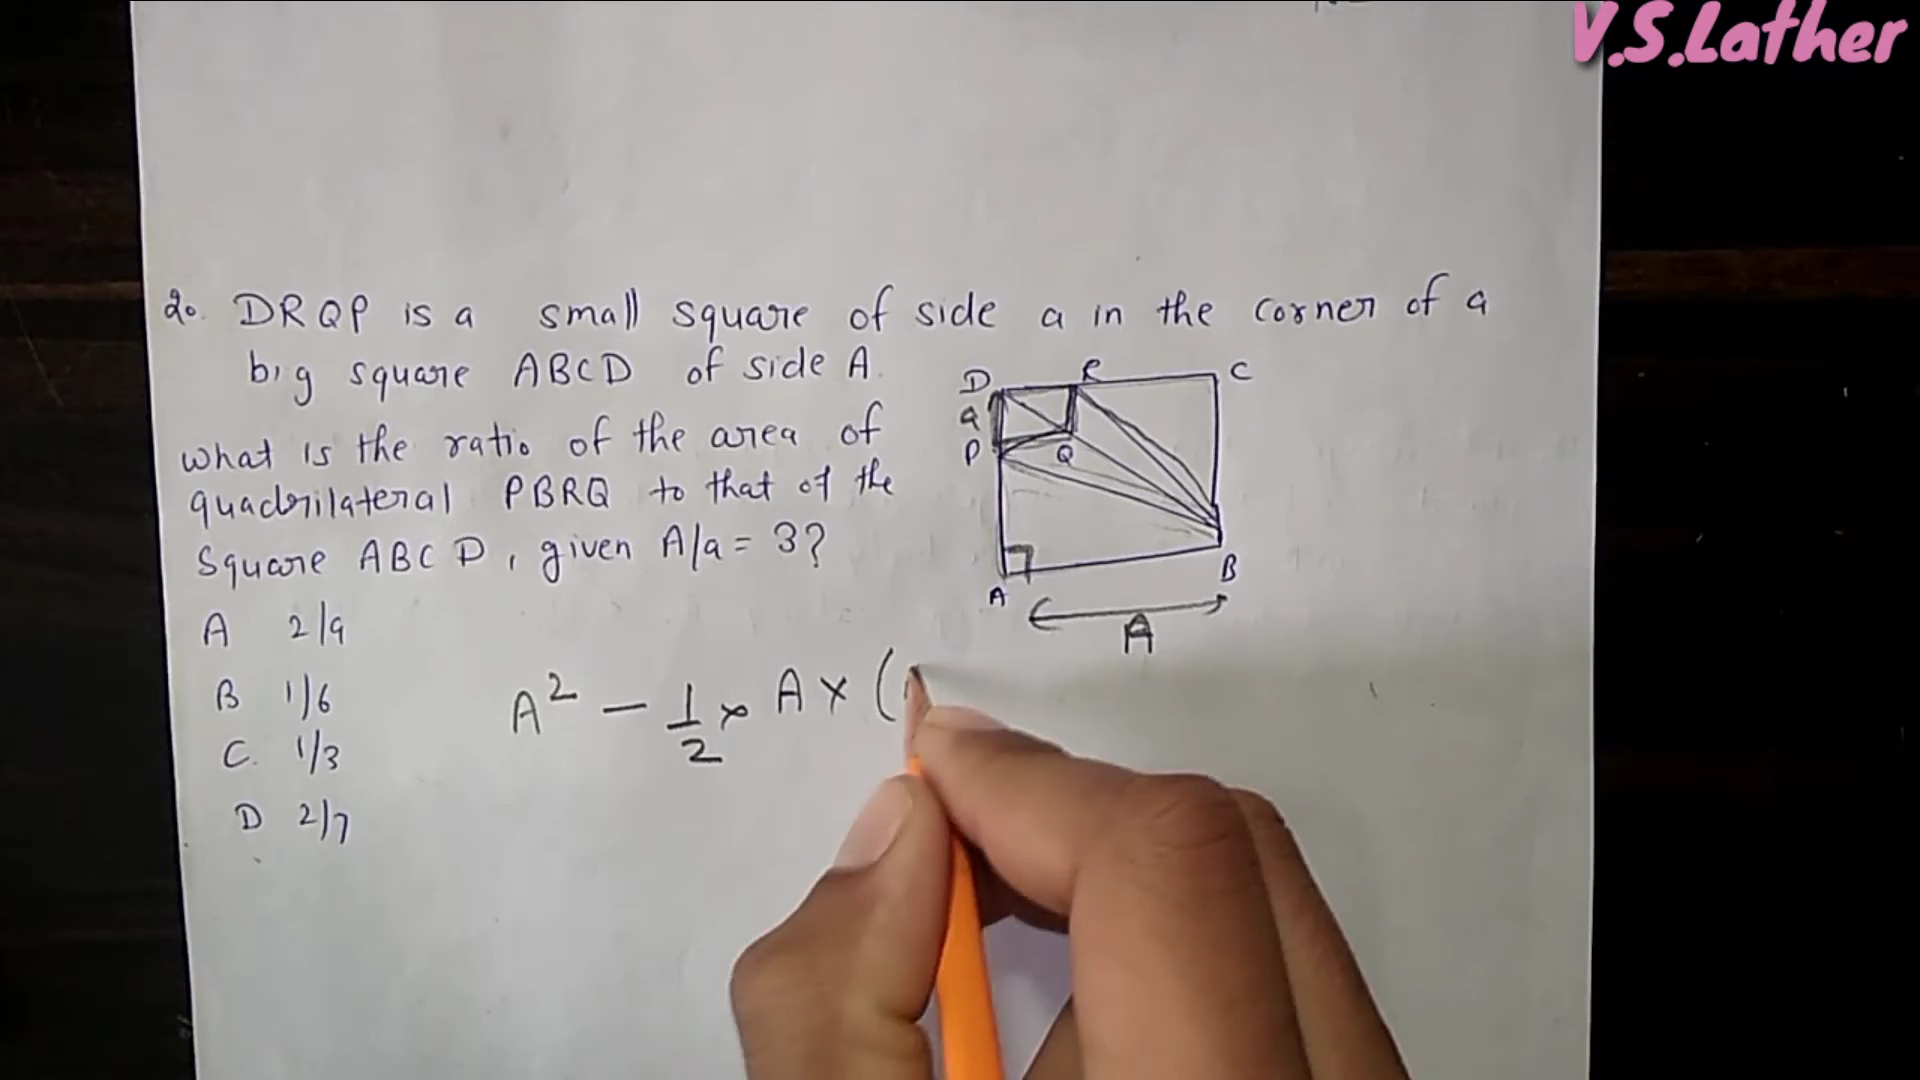 V.S.Lather
20. DRQP is a small square of side a in the corner of a
big square ABCD of side A.
What is the ratio of the area of
quadrilateral PBRQ to that of the
Square ABCD, given A/a = 3?
A 2/9
B 1/6
C. 1/3
D 2/7
D R C
a
P Q
A B
A
A² - 1/2 × A × (